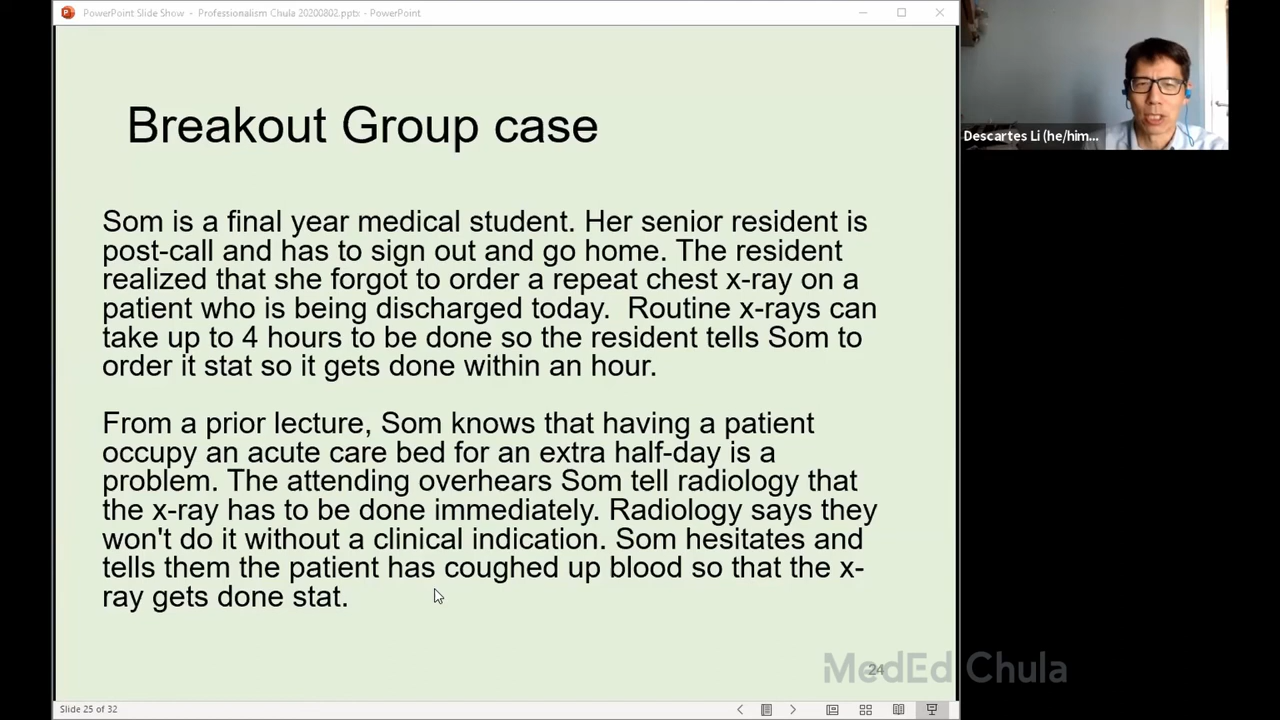 PowerPoint Slide Show - Professionalism Chula 20200802.pptx - PowerPoint
Breakout Group case
Som is a final year medical student. Her senior resident is
post-call and has to sign out and go home. The resident
realized that she forgot to order a repeat chest x-ray on a
patient who is being discharged today.  Routine x-rays can
take up to 4 hours to be done so the resident tells Som to
order it stat so it gets done within an hour.
From a prior lecture, Som knows that having a patient
occupy an acute care bed for an extra half-day is a
problem. The attending overhears Som tell radiology that
the x-ray has to be done immediately. Radiology says they
won't do it without a clinical indication. Som hesitates and
tells them the patient has coughed up blood so that the x-
ray gets done stat.
24
MedEd Chula
Slide 25 of 32
Descartes Li (he/him...